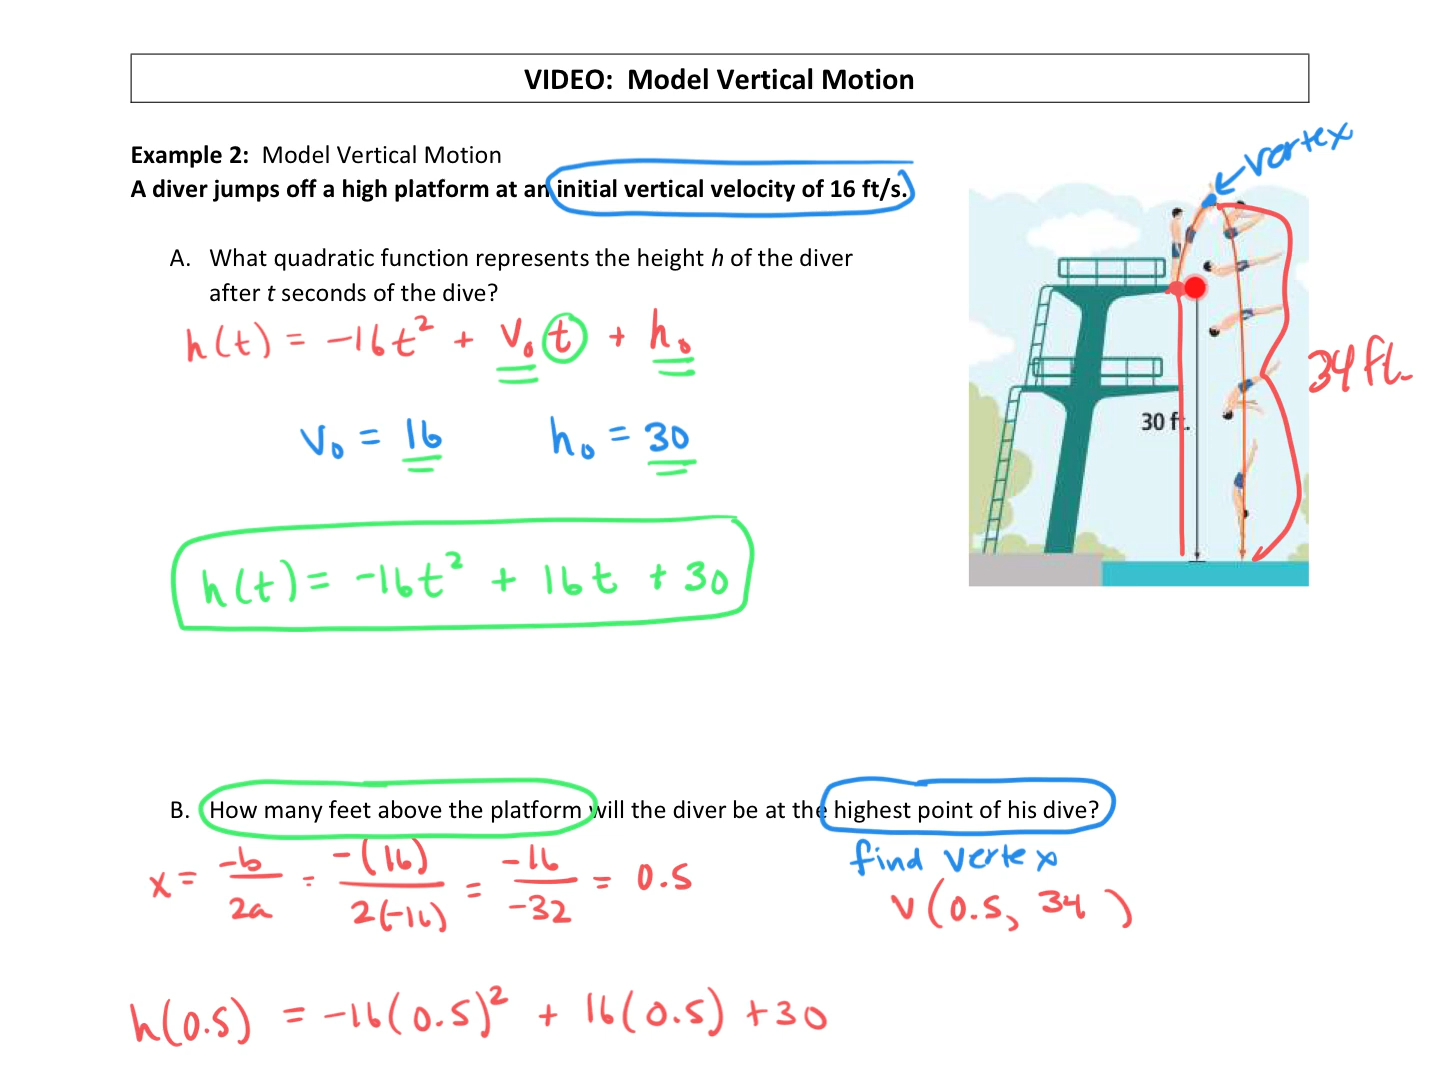 VIDEO: Model Vertical Motion
Example 2: Model Vertical Motion
A diver jumps off a high platform at an initial vertical velocity of 16 ft/s.
vertex
A. What quadratic function represents the height h of the diver
after t seconds of the dive?
h(t) = -16t² + v₀t + h₀
v₀ = 16 h₀ = 30
34 ft.
30 ft.
h(t) = -16t² + 16t + 30
B. How many feet above the platform will the diver be at the highest point of his dive?
find vertex
x = -b/2a = -(16)/2(-16) = -16/-32 = 0.5
V(0.5, 34)
h(0.5) = -16(0.5)² + 16(0.5) + 30